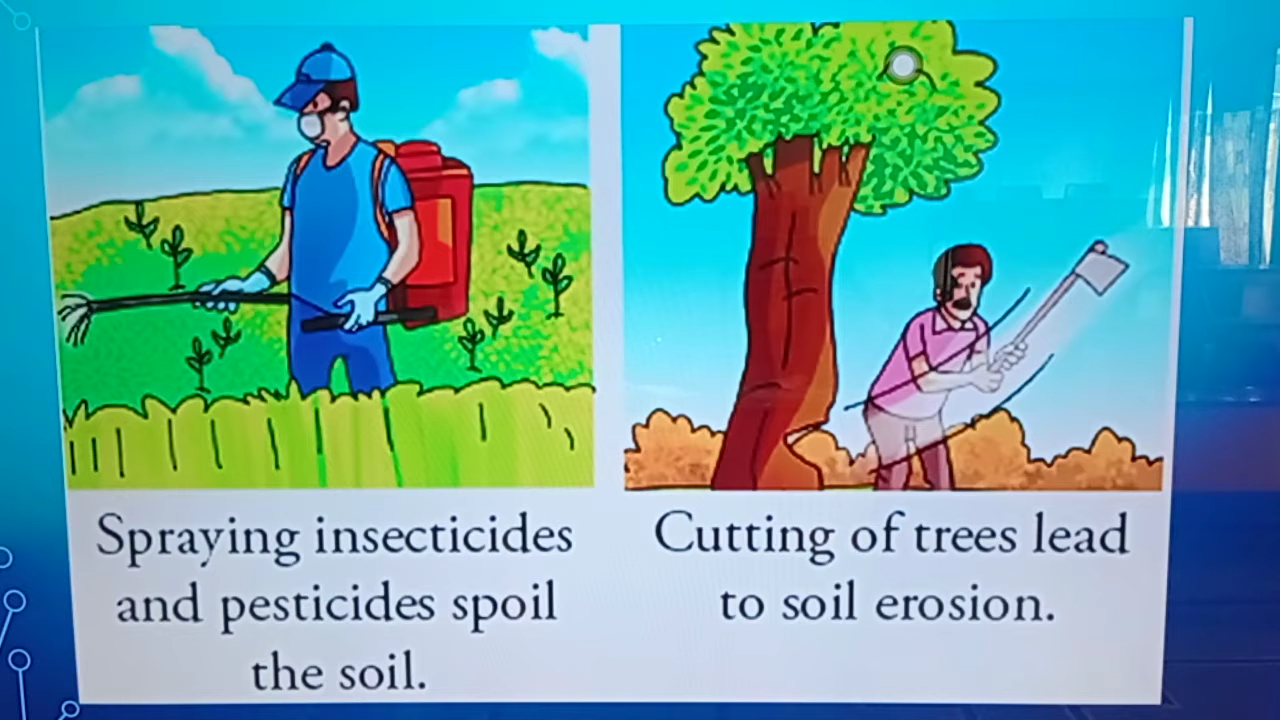 Spraying insecticides
and pesticides spoil
the soil.
Cutting of trees lead
to soil erosion.